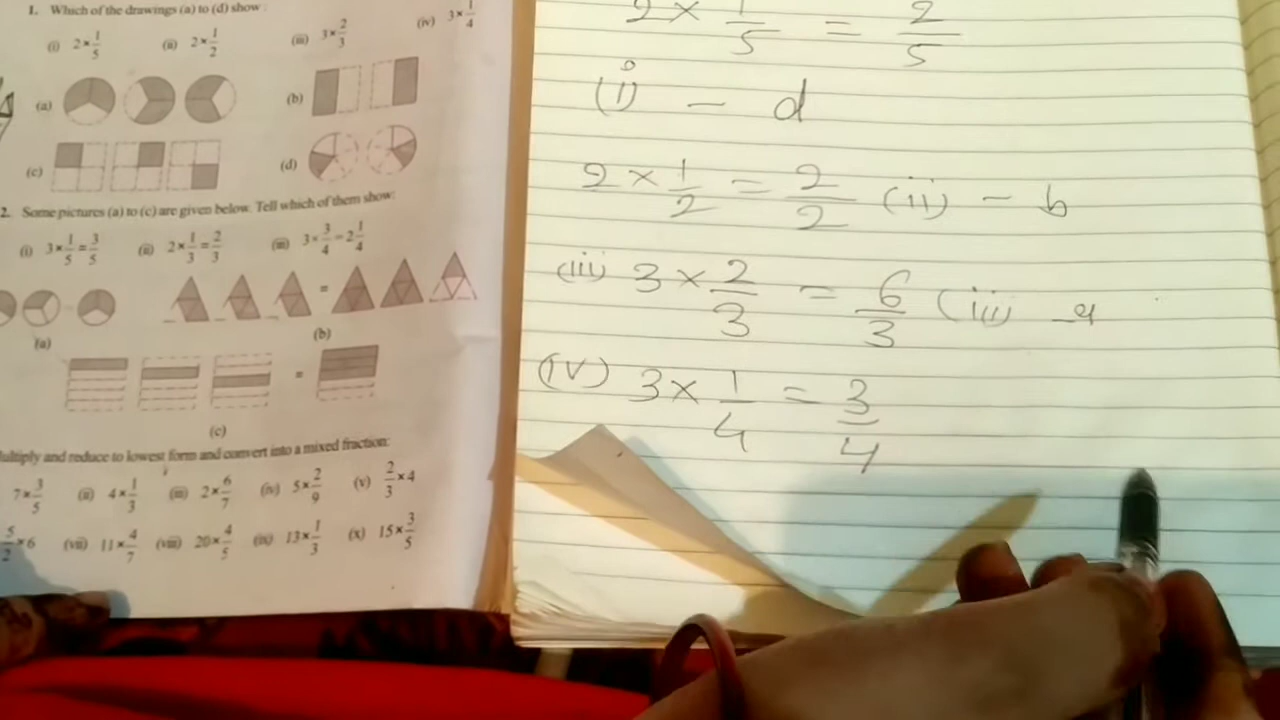 1. Which of the drawings (a) to (d) show :
(i) 2×1/5 (ii) 2×1/2 (iii) 3×2/3 (iv) 3×1/4
(a) (b)
(c) (d)
2. Some pictures (a) to (c) are given below. Tell which of them show:
(i) 3×1/5=3/5 (ii) 2×1/3=2/3 (iii) 3×3/4=2 1/4
= 
(a) (b)
=
(c)
Multiply and reduce to lowest form and convert into a mixed fraction:
7×3/5 (ii) 4×1/3 (iii) 2×6/7 (iv) 5×2/9 (v) 2/3×4
5/2×6 (vii) 11×4/7 (viii) 20×4/5 (ix) 13×1/3 (x) 15×3/5
2×1/5 = 2/5
(i) - d
2×1/2 = 2/2 (ii) - b
(iii) 3×2/3 = 6/3 (iii) - a
(iv) 3×1/4 = 3/4